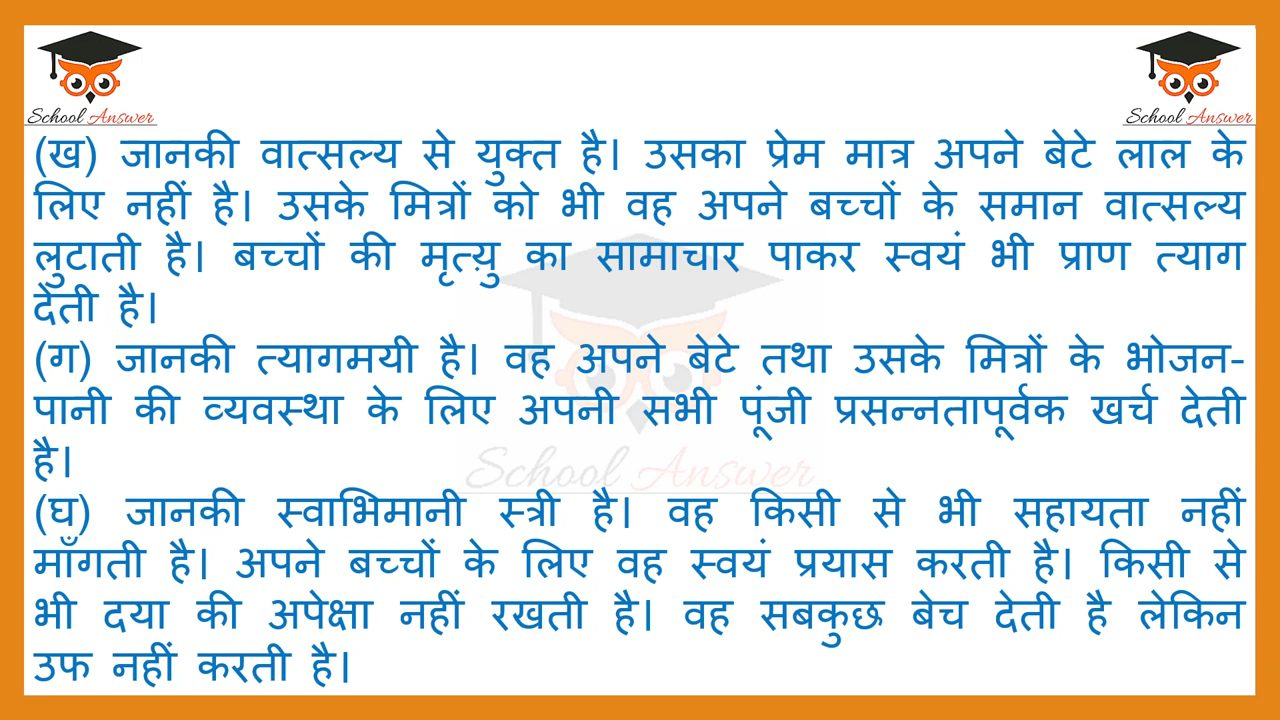 School Answer
School Answer
(ख) जानकी वात्सल्य से युक्त है। उसका प्रेम मात्र अपने बेटे लाल के
लिए नहीं है। उसके मित्रों को भी वह अपने बच्चों के समान वात्सल्य
लुटाती है। बच्चों की मृत्य़ु का सामाचार पाकर स्वयं भी प्राण त्याग
देती है।
(ग) जानकी त्यागमयी है। वह अपने बेटे तथा उसके मित्रों के भोजन-
पानी की व्यवस्था के लिए अपनी सभी पूंजी प्रसन्नतापूर्वक खर्च देती
है।
School Answer
(घ) जानकी स्वाभिमानी स्त्री है। वह किसी से भी सहायता नहीं
माँगती है। अपने बच्चों के लिए वह स्वयं प्रयास करती है। किसी से
भी दया की अपेक्षा नहीं रखती है। वह सबकुछ बेच देती है लेकिन
उफ नहीं करती है।